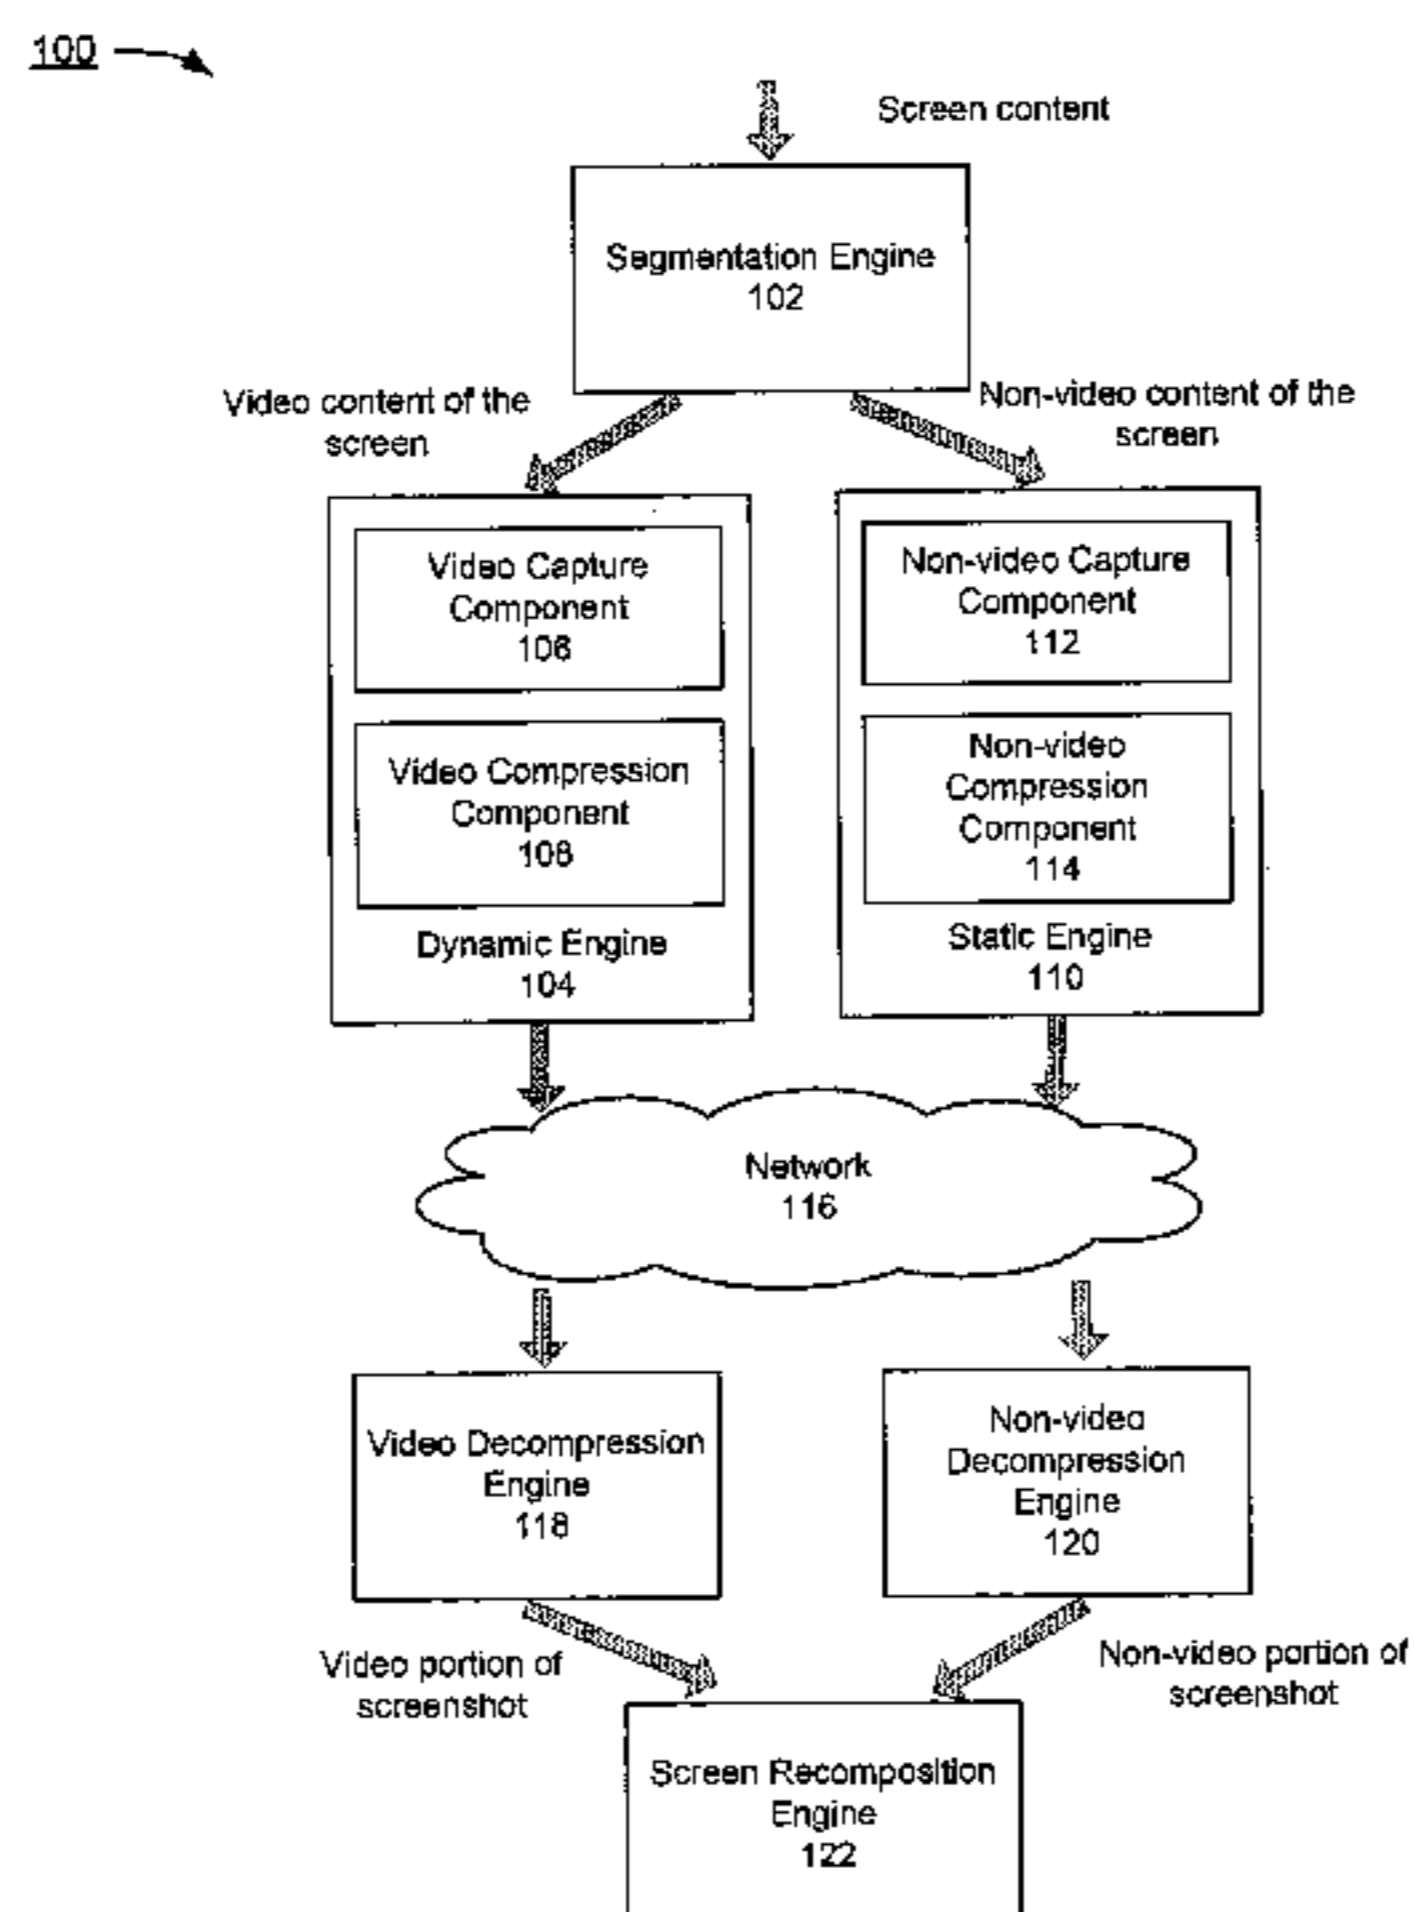 100
Screen content
Segmentation Engine
102
Video content of the
screen
Non-video content of the
screen
Video Capture
Component
106
Video Compression
Component
108
Dynamic Engine
104
Non-video Capture
Component
112
Non-video
Compression
Component
114
Static Engine
110
Network
116
Video Decompression
Engine
118
Non-video
Decompression
Engine
120
Video portion of
screenshot
Non-video portion of
screenshot
Screen Recomposition
Engine
122